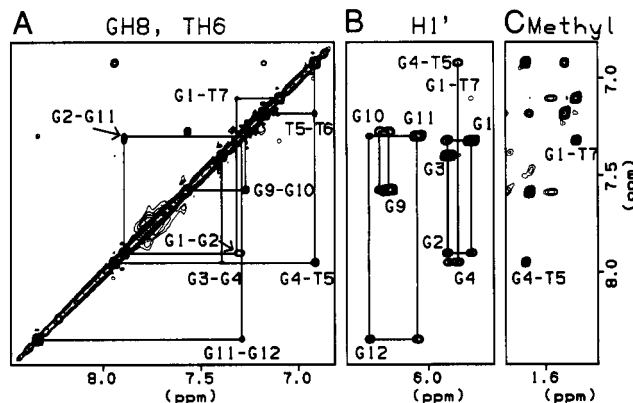 A GH8, TH6
B H1'
C Methyl
G1-T7
G2-G11
T5-T6
G9-G10
G1-G2
G3-G4
G4-T5
G11-G12
G4-T5
G1-T7
G10
G11
G1
G3
G9
G2
G4
G12
G1-T7
G4-T5
7.0
7.5
(ppm)
8.0
8.0
7.0
(ppm)
6.0
(ppm)
1.6
(ppm)